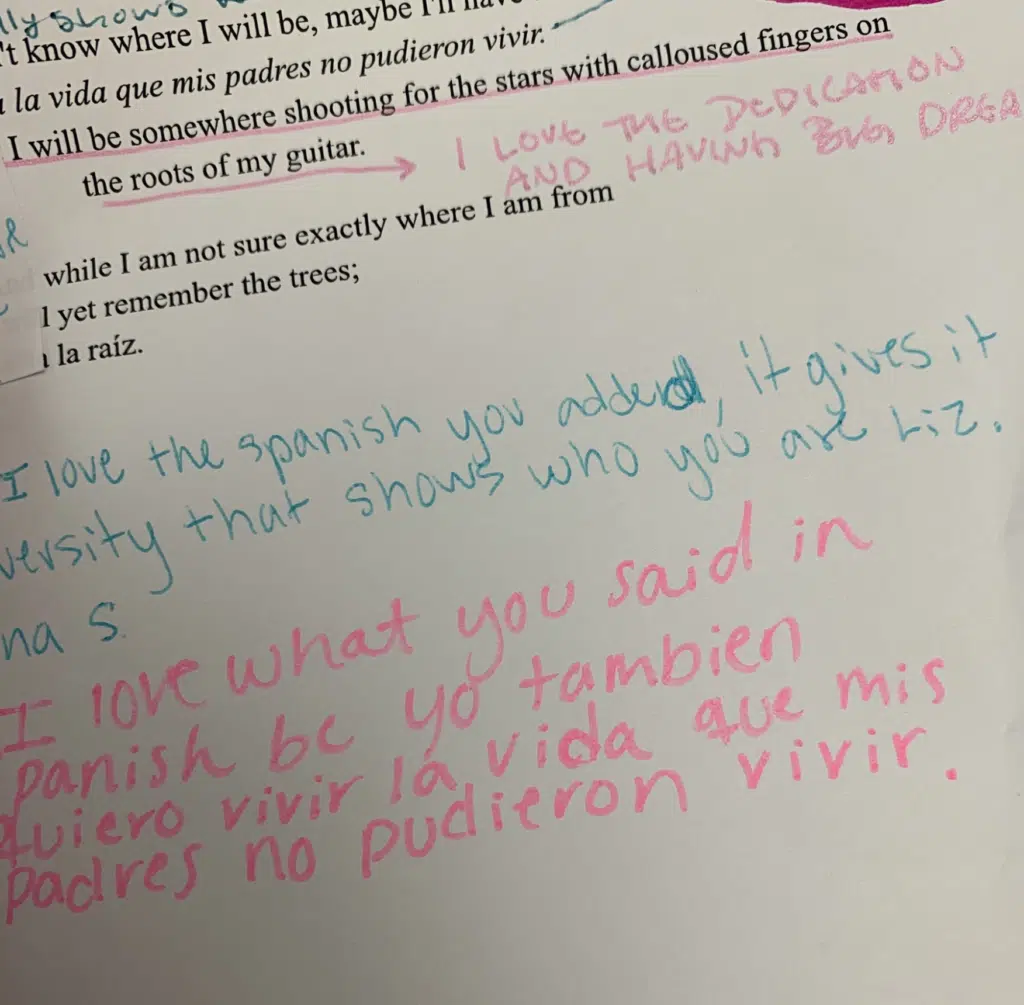 lly shows
't know where I will be, maybe I'll
la vida que mis padres no pudieron vivir.
I will be somewhere shooting for the stars with calloused fingers on
the roots of my guitar.
I LOVE THE DEDICATION
AND HAVING BIG DREA
while I am not sure exactly where I am from
I yet remember the trees;
la raíz.
I love the spanish you added, it gives it
versity that shows who you are Liz.
na S.
I love what you said in
panish bc yo tambien
quiero vivir la vida que mis
padres no pudieron vivir.